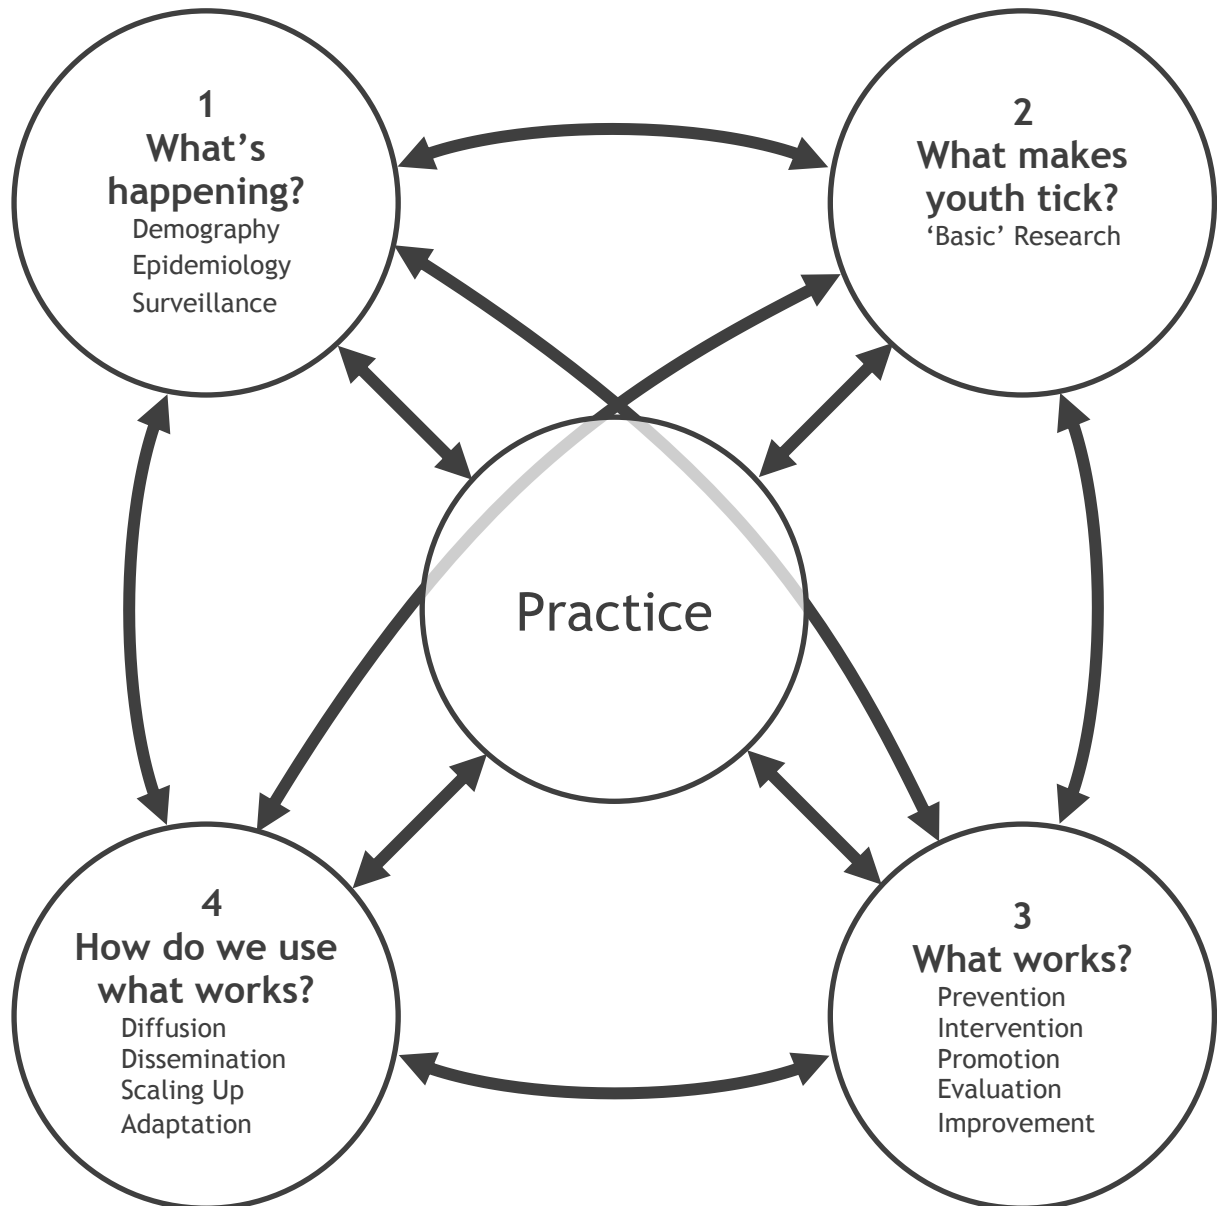 1
What’s
happening?
Demography
Epidemiology
Surveillance
2
What makes
youth tick?
‘Basic’ Research
Practice
4
How do we use
what works?
Diffusion
Dissemination
Scaling Up
Adaptation
3
What works?
Prevention
Intervention
Promotion
Evaluation
Improvement